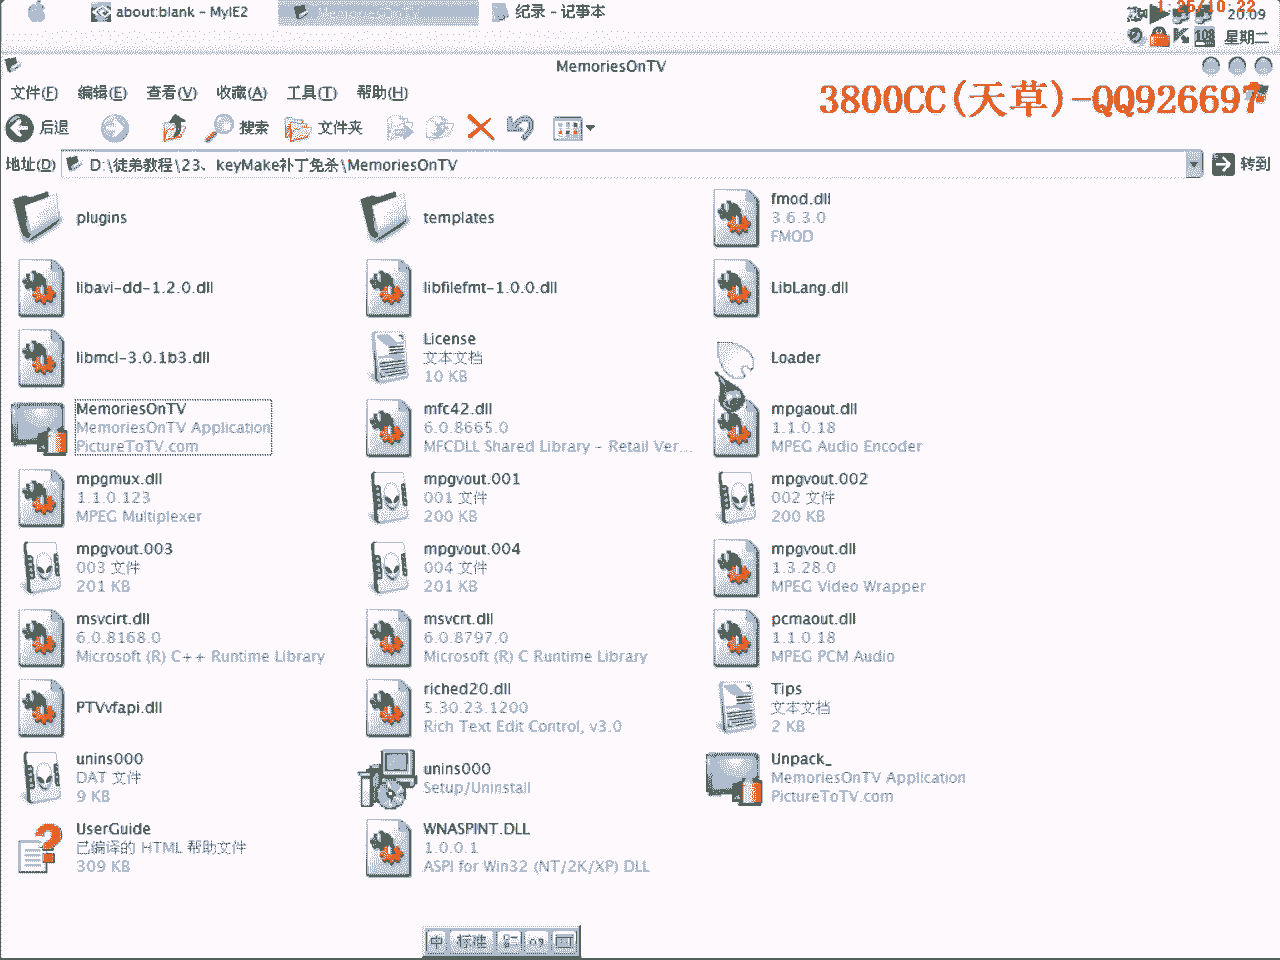 about:blank - MyIE2
MemoriesOnTV
纪录 - 记事本
1:26/10:22
20:09
星期二
MemoriesOnTV
文件(F) 编辑(E) 查看(V) 收藏(A) 工具(T) 帮助(H)
3800CC(天草)-QQ926697
后退 搜索 文件夹
地址(D) D:\徒弟教程\23、keyMake补丁免杀\MemoriesOnTV 转到
plugins
templates
fmod.dll
3.6.3.0
FMOD
libavi-dd-1.2.0.dll
libfilefmt-1.0.0.dll
LibLang.dll
libmcl-3.0.1b3.dll
License
文本文档
10 KB
Loader
MemoriesOnTV
MemoriesOnTV Application
PictureToTV.com
mfc42.dll
6.0.8665.0
MFCDLL Shared Library - Retail Ver...
mpgaout.dll
1.1.0.18
MPEG Audio Encoder
mpgmux.dll
1.1.0.123
MPEG Multiplexer
mpgvout.001
001 文件
200 KB
mpgvout.002
002 文件
200 KB
mpgvout.003
003 文件
201 KB
mpgvout.004
004 文件
201 KB
mpgvout.dll
1.3.28.0
MPEG Video Wrapper
msvcirt.dll
6.0.8168.0
Microsoft (R) C++ Runtime Library
msvcrt.dll
6.0.8797.0
Microsoft (R) C Runtime Library
pcmaout.dll
1.1.0.18
MPEG PCM Audio
PTVvfapi.dll
riched20.dll
5.30.23.1200
Rich Text Edit Control, v3.0
Tips
文本文档
2 KB
unins000
DAT 文件
9 KB
unins000
Setup/Uninstall
Unpack_
MemoriesOnTV Application
PictureToTV.com
UserGuide
已编译的 HTML 帮助文件
309 KB
WNASPINT.DLL
1.0.0.1
ASPI for Win32 (NT/2K/XP) DLL
中 标准